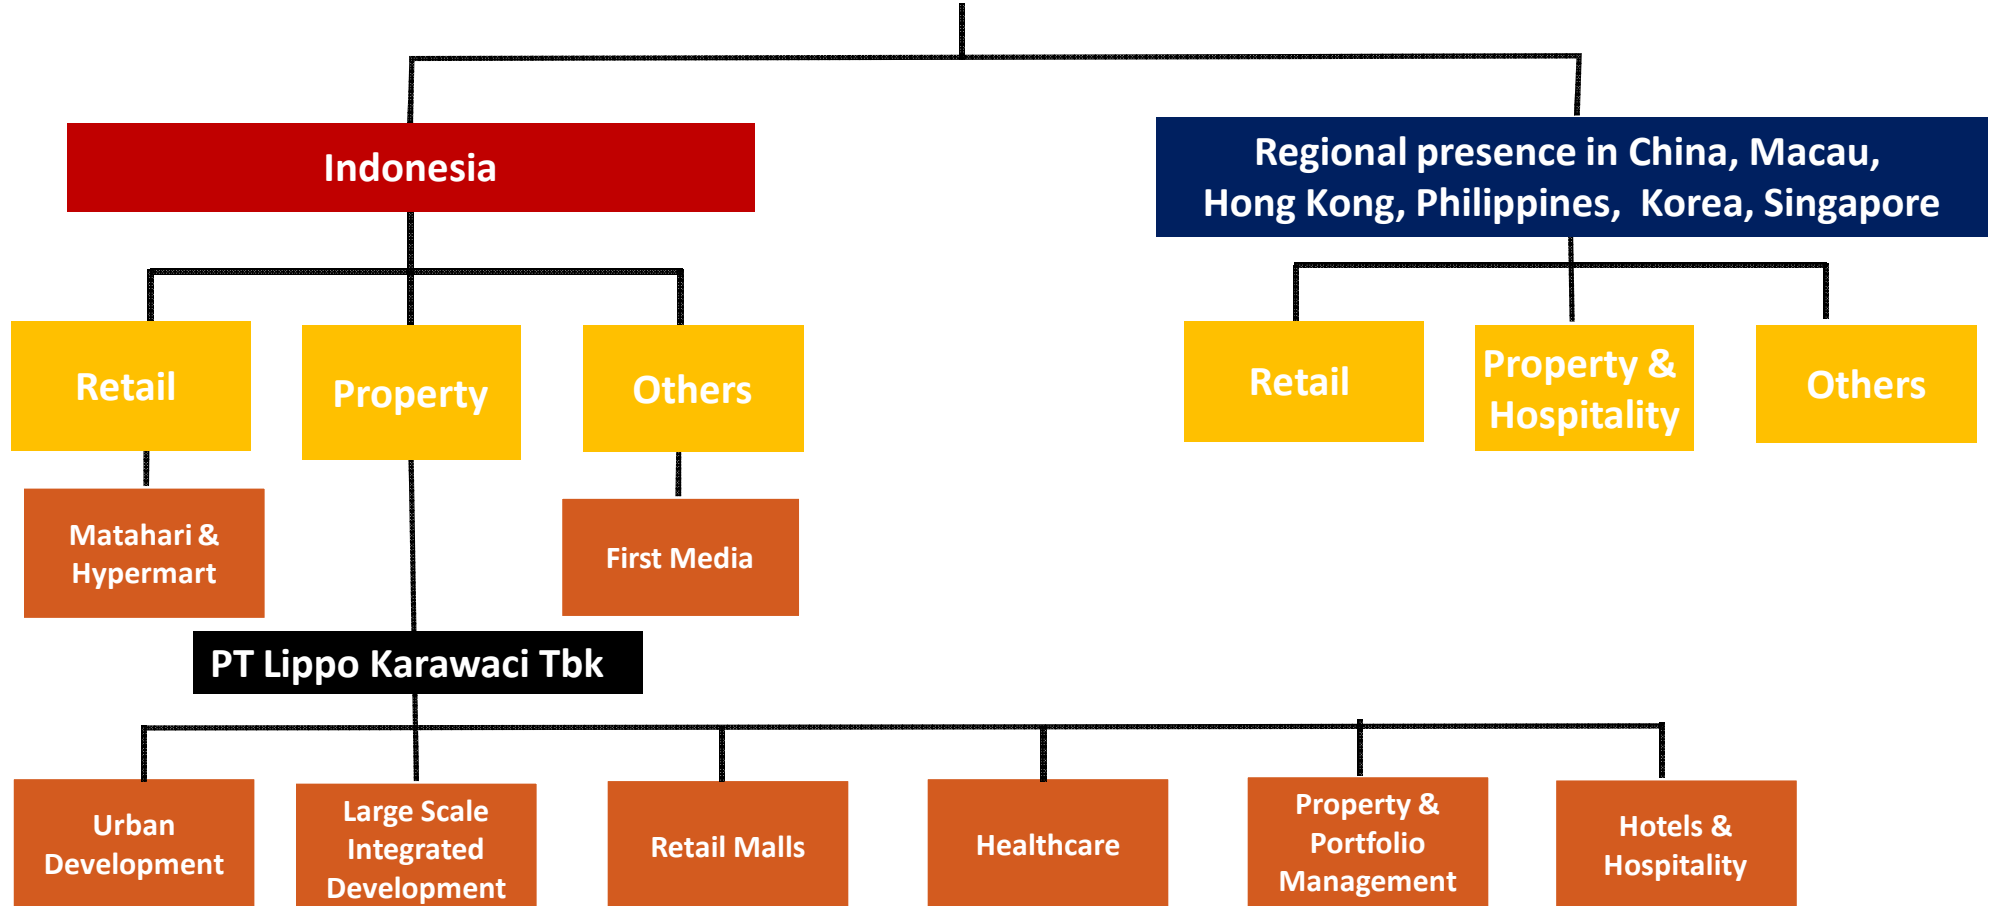 Indonesia
Regional presence in China, Macau,
Hong Kong, Philippines, Korea, Singapore
Retail
Property
Others
Retail
Property &
Hospitality
Others
Matahari &
Hypermart
First Media
PT Lippo Karawaci Tbk
Urban
Development
Large Scale
Integrated
Development
Retail Malls
Healthcare
Property &
Portfolio
Management
Hotels &
Hospitality